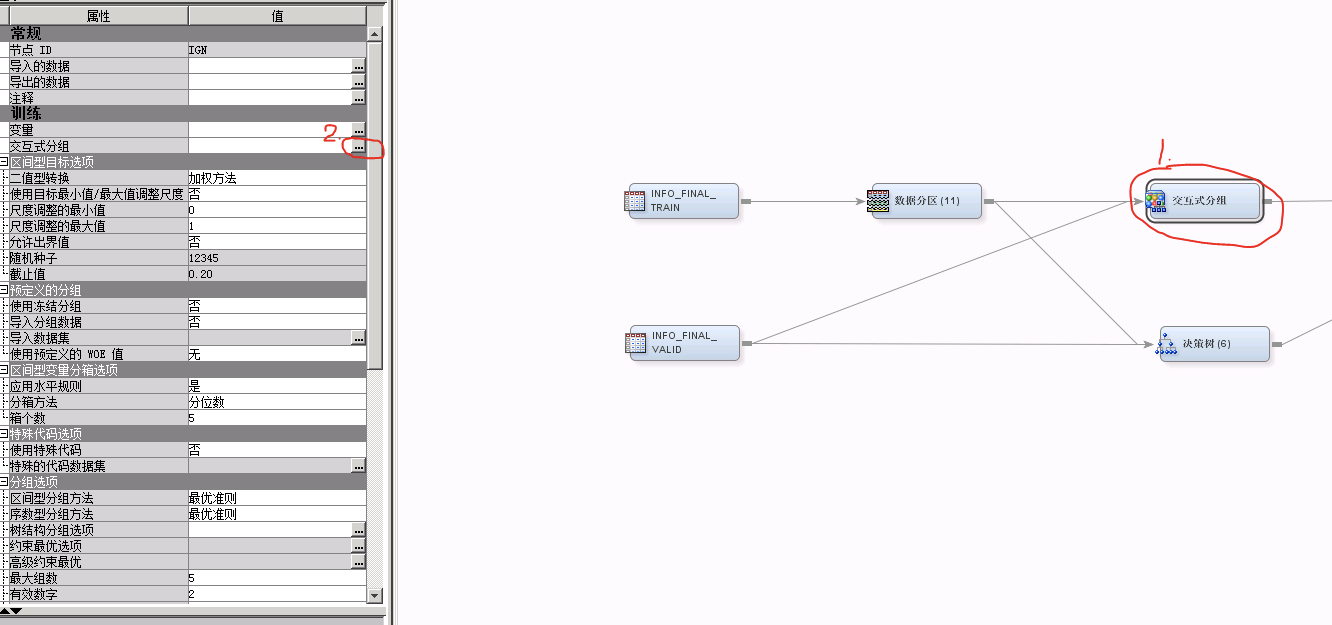 属性 值
常规
节点 ID IGN
导入的数据 ...
导出的数据 ...
注释 ...
训练
变量 ...
交互式分组 ...
2.
区间型目标选项
二值型转换 加权方法
使用目标最小值/最大值调整尺度 否
尺度调整的最小值 0
尺度调整的最大值 1
允许出界值 否
随机种子 12345
截止值 0.20
预定义的分组
使用冻结分组 否
导入分组数据 否
导入数据集 ...
使用预定义的 WOE 值 无
区间型变量分箱选项
应用水平规则 是
分箱方法 分位数
箱个数 5
特殊代码选项
使用特殊代码 否
特殊的代码数据集 ...
分组选项
区间型分组方法 最优准则
序数型分组方法 最优准则
树结构分组选项 ...
约束最优选项 ...
高级约束最优 ...
最大组数 5
有效数字 2
1.
INFO_FINAL_
TRAIN
数据分区 (11)
交互式分组
INFO_FINAL_
VALID
决策树 (6)